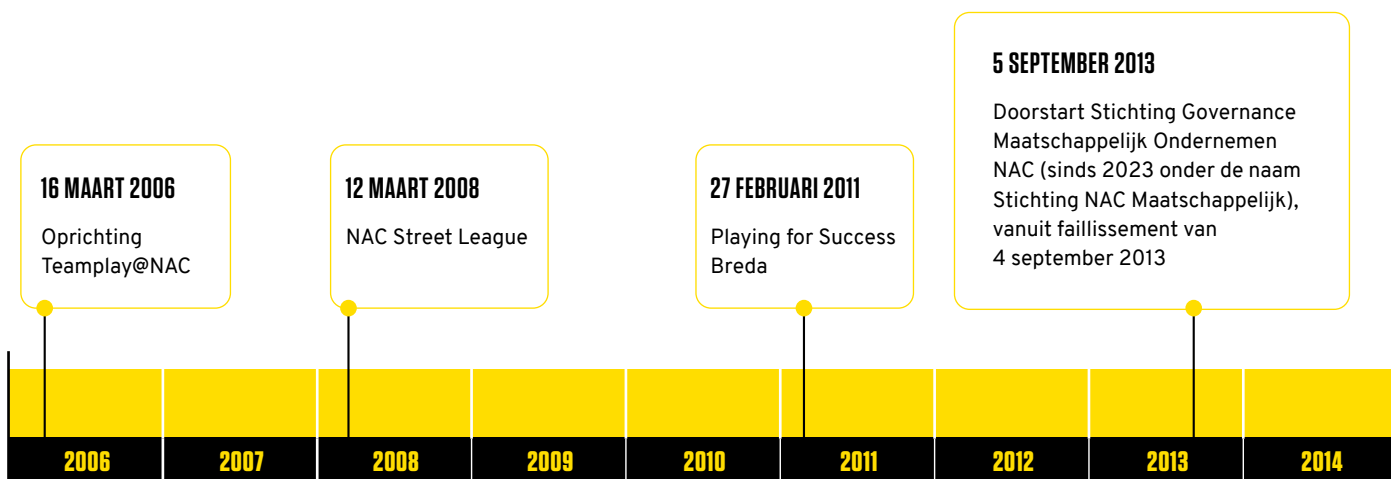 16 MAART 2006
Oprichting
Teamplay@NAC
12 MAART 2008
NAC Street League
27 FEBRUARI 2011
Playing for Success
Breda
5 SEPTEMBER 2013
Doorstart Stichting Governance
Maatschappelijk Ondernemen
NAC (sinds 2023 onder de naam
Stichting NAC Maatschappelijk),
vanuit faillissement van
4 september 2013
2006 2007 2008 2009 2010 2011 2012 2013 2014